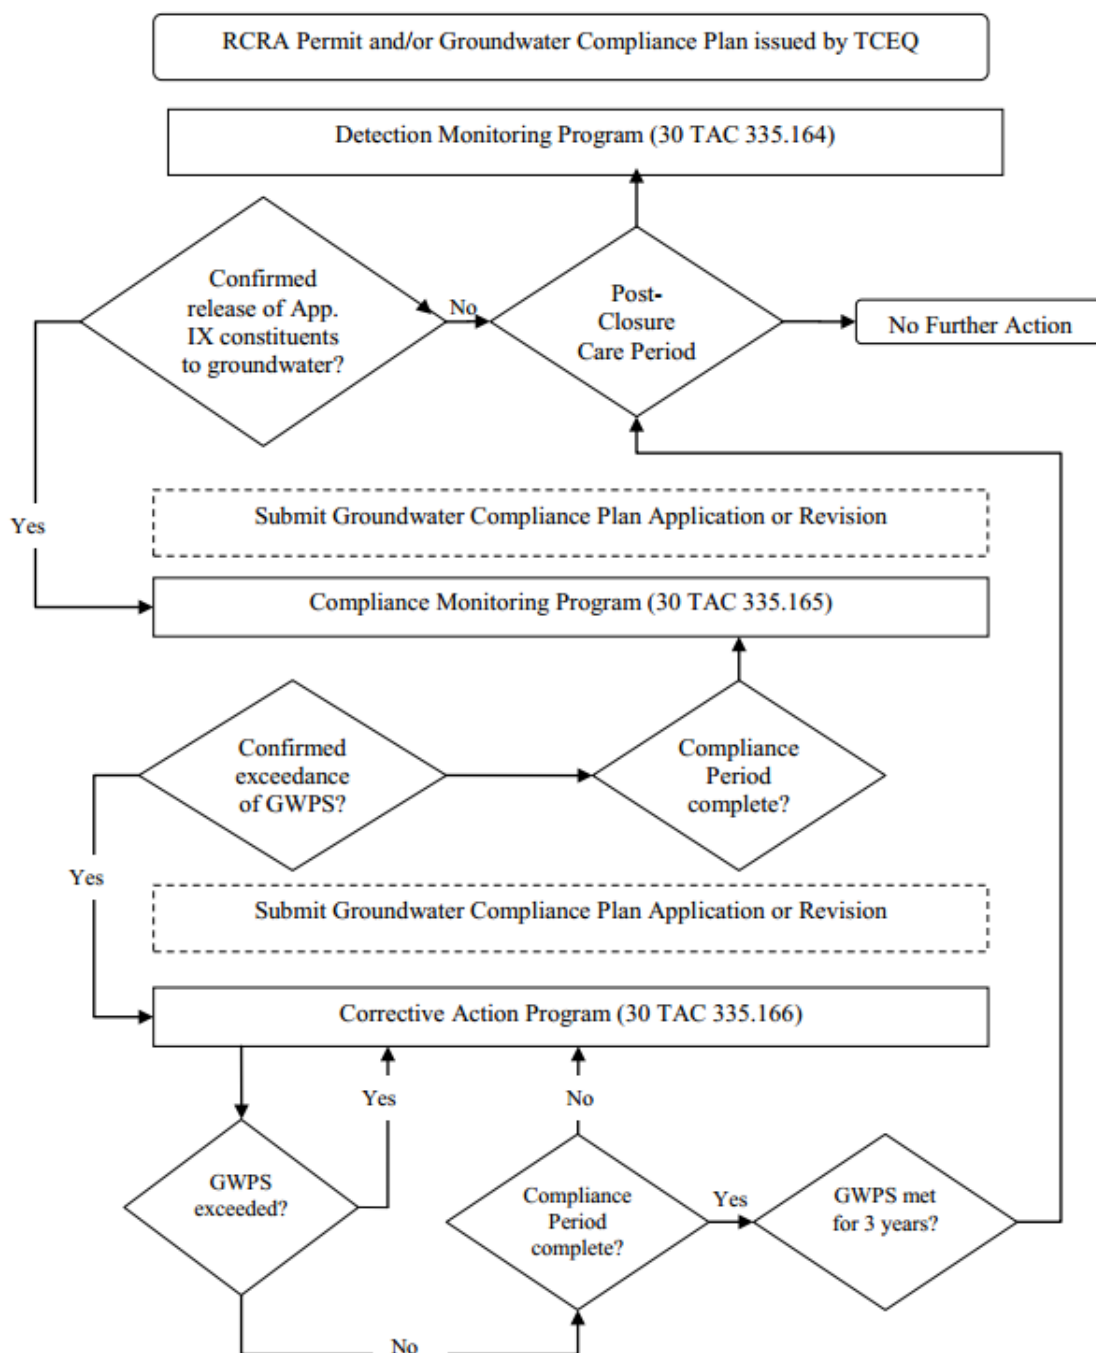 RCRA Permit and/or Groundwater Compliance Plan issued by TCEQ
Detection Monitoring Program (30 TAC 335.164)
Confirmed
release of App.
IX constituents
to groundwater?
No
Post-
Closure
Care Period
No Further Action
Yes
Submit Groundwater Compliance Plan Application or Revision
Compliance Monitoring Program (30 TAC 335.165)
Confirmed
exceedance
of GWPS?
Compliance
Period
complete?
Yes
Submit Groundwater Compliance Plan Application or Revision
Corrective Action Program (30 TAC 335.166)
Yes
No
GWPS
exceeded?
Compliance
Period
complete?
Yes
GWPS met
for 3 years?
No